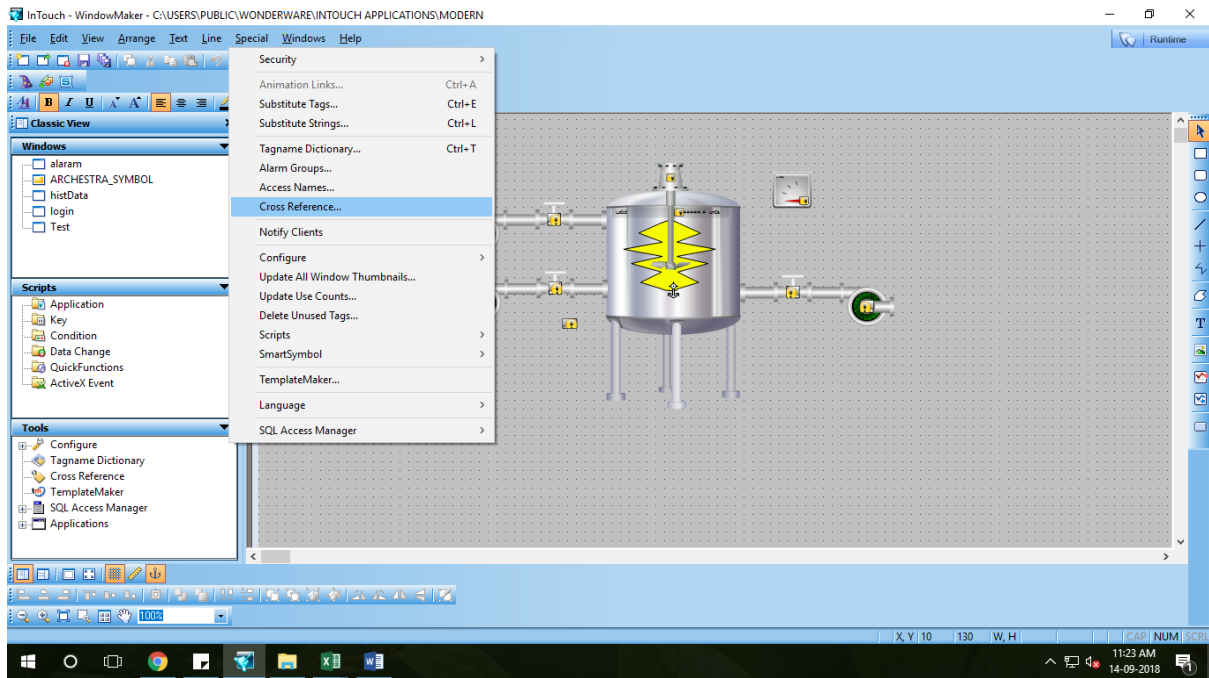 InTouch - WindowMaker - C:\USERS\PUBLIC\WONDERWARE\INTOUCH APPLICATIONS\MODERN
File Edit View Arrange Text Line Special Windows Help
Runtime
Security
Animation Links... Ctrl+A
Substitute Tags... Ctrl+E
Substitute Strings... Ctrl+L
Tagname Dictionary... Ctrl+T
Alarm Groups...
Access Names...
Cross Reference...
Notify Clients
Configure
Update All Window Thumbnails...
Update Use Counts...
Delete Unused Tags...
Scripts
SmartSymbol
TemplateMaker...
Language
SQL Access Manager
Classic View
Windows
alaram
ARCHESTRA_SYMBOL
histData
login
Test
Scripts
Application
Key
Condition
Data Change
QuickFunctions
ActiveX Event
Tools
Configure
Tagname Dictionary
Cross Reference
TemplateMaker
SQL Access Manager
Applications
Label
units
100%
X, Y 10 130 W, H CAP NUM SCRL
11:23 AM
14-09-2018